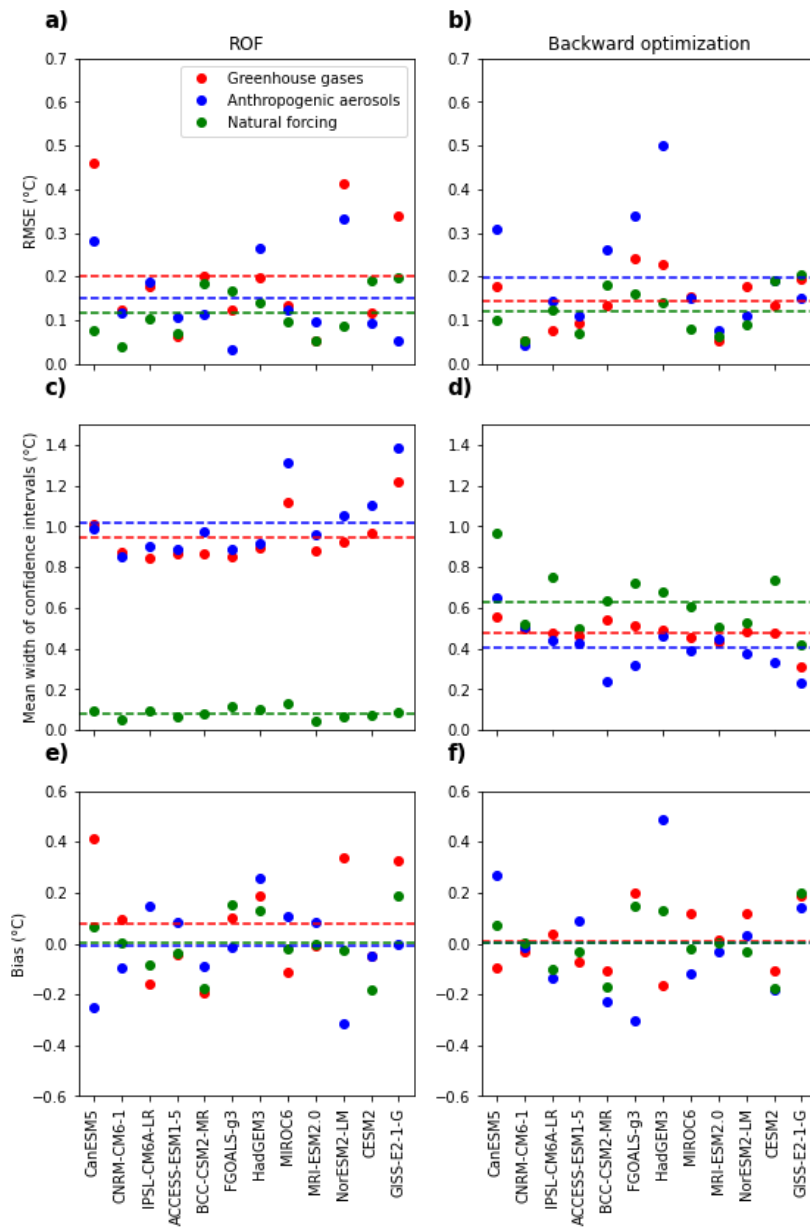 a)
ROF
b)
Backward optimization
RMSE (°C)
0.7
0.6
0.5
0.4
0.3
0.2
0.1
0.0
Greenhouse gases
Anthropogenic aerosols
Natural forcing
0.7
0.6
0.5
0.4
0.3
0.2
0.1
0.0
c)
d)
Mean width of confidence intervals (°C)
1.4
1.2
1.0
0.8
0.6
0.4
0.2
0.0
1.4
1.2
1.0
0.8
0.6
0.4
0.2
0.0
e)
f)
Bias (°C)
0.6
0.4
0.2
0.0
−0.2
−0.4
−0.6
0.6
0.4
0.2
0.0
−0.2
−0.4
−0.6
CanESM5
CNRM-CM6-1
IPSL-CM6A-LR
ACCESS-ESM1-5
BCC-CSM2-MR
FGOALS-g3
HadGEM3
MIROC6
MRI-ESM2.0
NorESM2-LM
CESM2
GISS-E2-1-G
CanESM5
CNRM-CM6-1
IPSL-CM6A-LR
ACCESS-ESM1-5
BCC-CSM2-MR
FGOALS-g3
HadGEM3
MIROC6
MRI-ESM2.0
NorESM2-LM
CESM2
GISS-E2-1-G